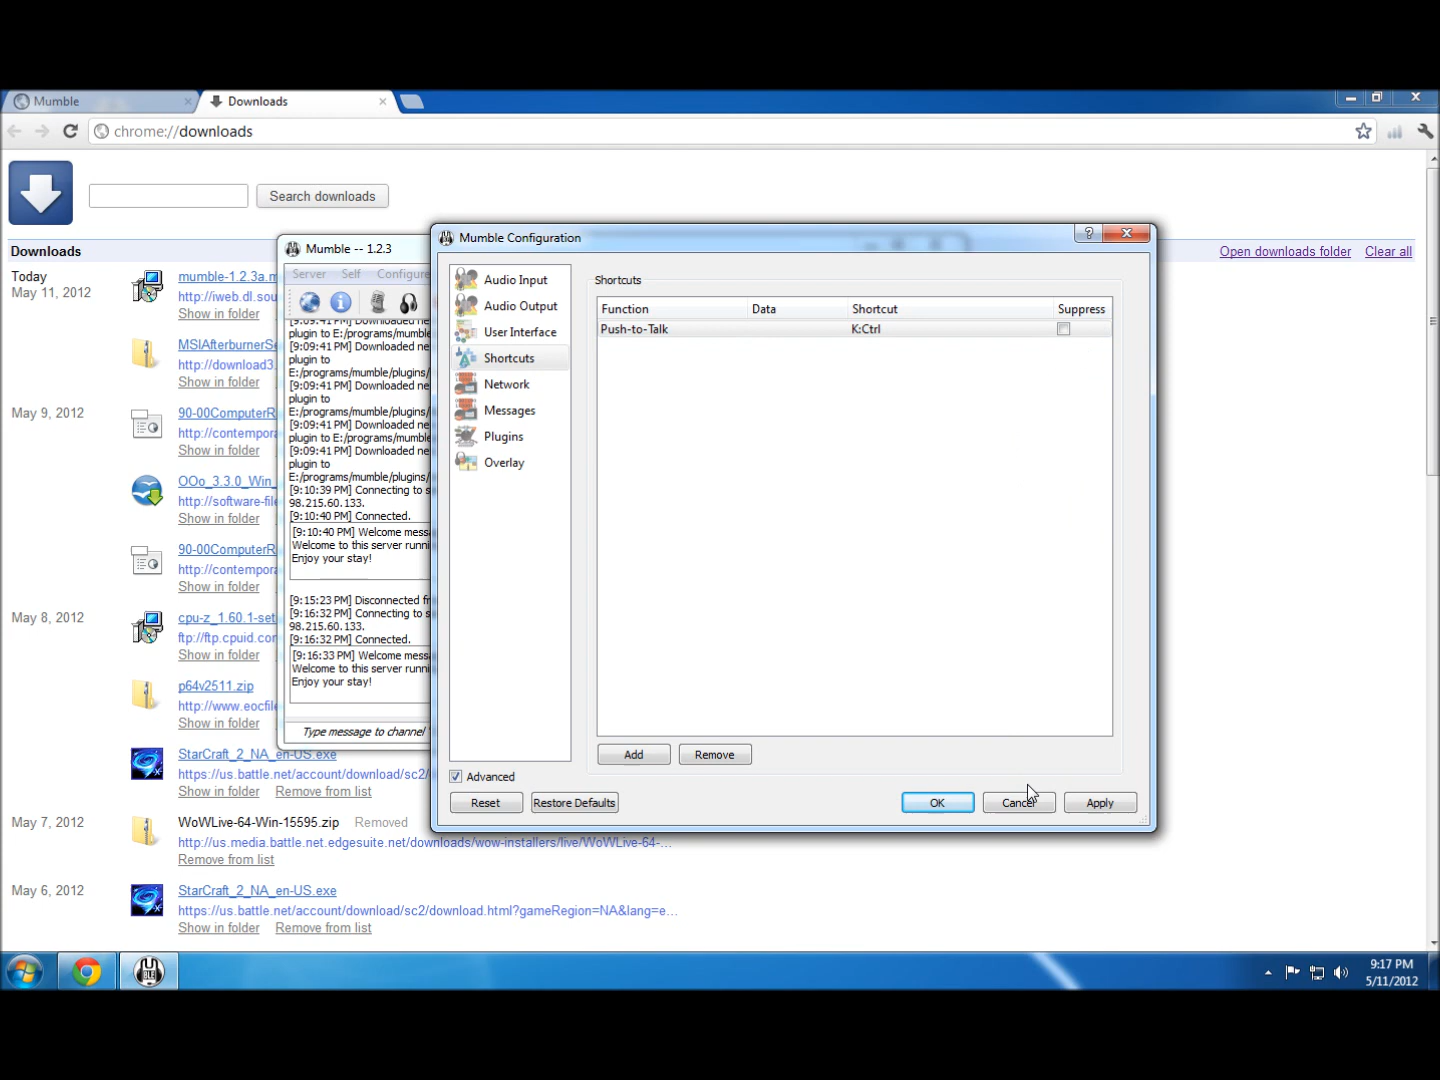 Mumble
Downloads
chrome://downloads
Search downloads
Downloads
Open downloads folder
Clear all
Today
May 11, 2012
mumble-1.2.3a.m
http://iweb.dl.sou
Show in folder
MSIAfterburnerSe
http://download3.
Show in folder
May 9, 2012
90-00ComputerR
http://contempora
Show in folder
OOo_3.3.0_Win_
http://software-file
Show in folder
90-00ComputerR
http://contempora
Show in folder
May 8, 2012
cpu-z_1.60.1-set
ftp://ftp.cpuid.cor
Show in folder
p64v2511.zip
http://www.eocfile
Show in folder
StarCraft_2_NA_en-US.exe
https://us.battle.net/account/download/sc2/
Show in folder Remove from list
May 7, 2012
WoWLive-64-Win-15595.zip Removed
http://us.media.battle.net.edgesuite.net/downloads/wow-installers/live/WoWLive-64-...
Remove from list
May 6, 2012
StarCraft_2_NA_en-US.exe
https://us.battle.net/account/download/sc2/download.html?gameRegion=NA&lang=e...
Show in folder Remove from list
Mumble -- 1.2.3
Server Self Configure
[9:09:41 PM] Downloaded ne
plugin to E:/programs/mumble
[9:09:41 PM] Downloaded ne
plugin to
E:/programs/mumble/plugins/
[9:09:41 PM] Downloaded ne
plugin to
E:/programs/mumble/plugins/
[9:09:41 PM] Downloaded ne
plugin to E:/programs/mumble
[9:09:41 PM] Downloaded ne
plugin to
E:/programs/mumble/plugins/
[9:10:39 PM] Connecting to s
98.215.60.133.
[9:10:40 PM] Connected.
[9:10:40 PM] Welcome messa
Welcome to this server runni
Enjoy your stay!
[9:15:23 PM] Disconnected fr
[9:16:32 PM] Connecting to s
98.215.60.133.
[9:16:32 PM] Connected.
[9:16:33 PM] Welcome messa
Welcome to this server runni
Enjoy your stay!
Type message to channel '
Mumble Configuration
Audio Input
Audio Output
User Interface
Shortcuts
Network
Messages
Plugins
Overlay
Shortcuts
Function Data Shortcut Suppress
Push-to-Talk K:Ctrl
Add Remove
Advanced
Reset Restore Defaults OK Cancel Apply
9:17 PM
5/11/2012